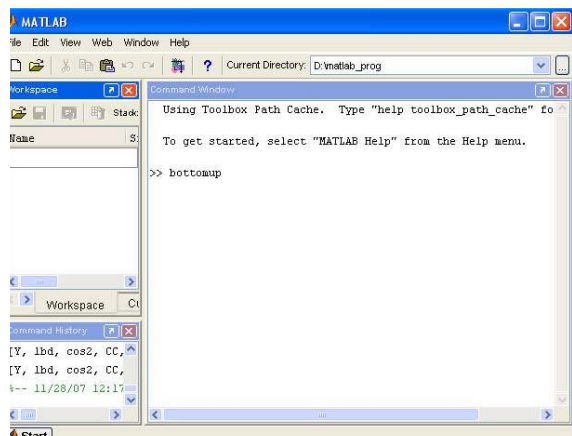 MATLAB
File Edit View Web Window Help
? Current Directory: D:\matlab_prog ...
Workspace
Stack:
Name
Workspace
Command History
[Y, lbd, cos2, CC,
[Y, lbd, cos2, CC,
%-- 11/28/07 12:17
Command Window
Using Toolbox Path Cache. Type "help toolbox_path_cache" fo
To get started, select "MATLAB Help" from the Help menu.
>> bottomup
Start